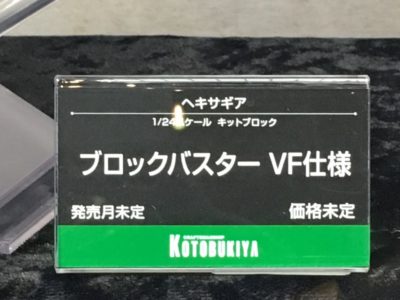 ヘキサギア
1/24スケール キットブロック
ブロックバスター VF仕様
発売月未定 価格未定
KOTOBUKIYA